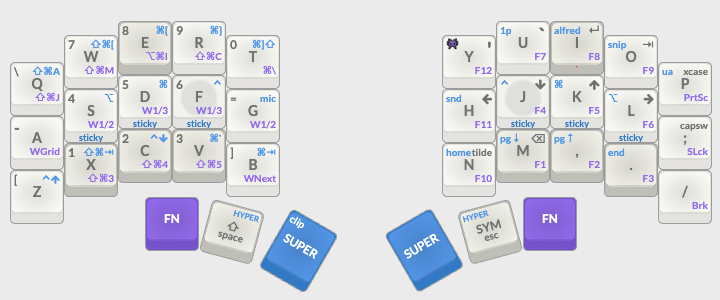 \ ⇧⌘A
Q
⇧⌘J
7 ⇧⌘[
W
⇧⌘M
8 ⌘[
E
⌥⌘I
9 ⌘]
R
⇧⌘C
0 ⌘]⇧
T
⌘\
'
Y
F12
1p `
U
F7
alfred ↵
I
F8
snip ⇥
O
F9
ua xcase
P
PrtSc
-
A
WGrid
4 ⌥
S
W1/2
sticky
5 ⌘
D
W1/3
sticky
6 ^
F
W1/3
sticky
= mic
G
W1/2
snd ←
H
F11
^ ↓
J
F4
sticky
⌘ ↑
K
F5
sticky
⌥ →
L
F6
sticky
capsw
;
SLck
[ ^↑
Z
1 ⇧⌘⇥
X
⇧⌘3
2 ^↓
C
⇧⌘4
3 ⌘`
V
⇧⌘5
] ⌘⇥
B
WNext
home tilde
N
F10
pg ↓ ⌫
M
F1
pg ↑
,
F2
end
.
F3
/
Brk
FN
HYPER
⇧
space
clip
SUPER
SUPER
HYPER
SYM
esc
FN